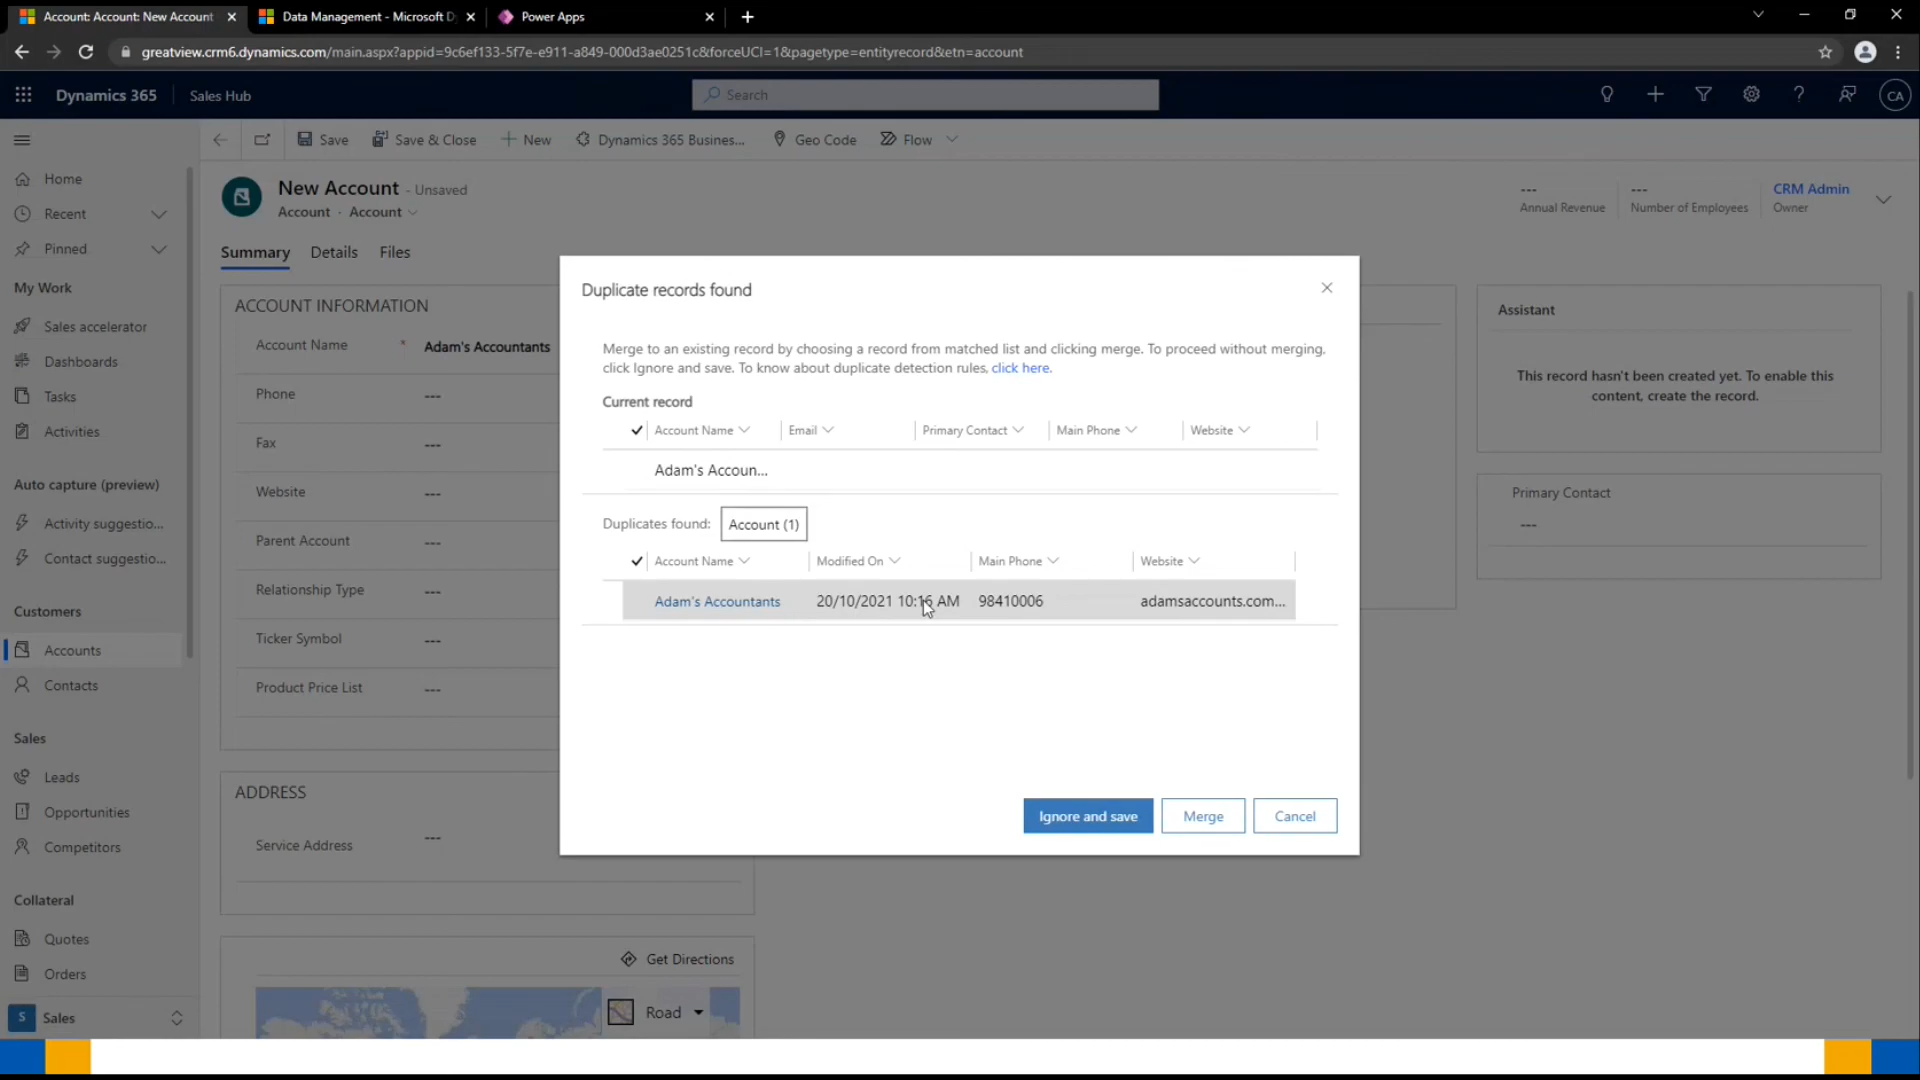 Account: Account: New Account
Data Management - Microsoft D
Power Apps
greatview.crm6.dynamics.com/main.aspx?appid=9c6ef133-5f7e-e911-a849-000d3ae0251c&forceUCI=1&pagetype=entityrecord&etn=account
Dynamics 365
Sales Hub
Search
CA
Save
Save & Close
New
Dynamics 365 Busines...
Geo Code
Flow
Home
Recent
Pinned
My Work
Sales accelerator
Dashboards
Tasks
Activities
Auto capture (preview)
Activity suggestio...
Contact suggestio...
Customers
Accounts
Contacts
Sales
Leads
Opportunities
Competitors
Collateral
Quotes
Orders
S Sales
New Account - Unsaved
Account · Account
--- Annual Revenue
--- Number of Employees
CRM Admin
Owner
Summary Details Files
ACCOUNT INFORMATION
Account Name * Adam's Accountants
Phone ---
Fax ---
Website ---
Parent Account ---
Relationship Type ---
Ticker Symbol ---
Product Price List ---
ADDRESS
Service Address ---
Get Directions
Road
Duplicate records found
Merge to an existing record by choosing a record from matched list and clicking merge. To proceed without merging,
click Ignore and save. To know about duplicate detection rules, click here.
Current record
Account Name Email Primary Contact Main Phone Website
Adam's Accoun...
Duplicates found: Account (1)
Account Name Modified On Main Phone Website
Adam's Accountants 20/10/2021 10:16 AM 98410006 adamsaccounts.com...
Ignore and save Merge Cancel
Assistant
This record hasn't been created yet. To enable this
content, create the record.
Primary Contact
---